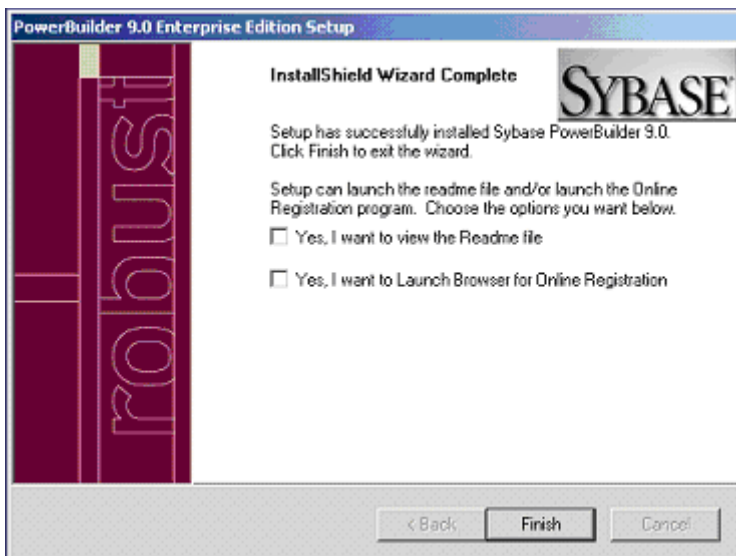 PowerBuilder 9.0 Enterprise Edition Setup
robust
InstallShield Wizard Complete
SYBASE
Setup has successfully installed Sybase PowerBuilder 9.0.
Click Finish to exit the wizard.
Setup can launch the readme file and/or launch the Online
Registration program. Choose the options you want below.
Yes, I want to view the Readme file
Yes, I want to Launch Browser for Online Registration
< Back
Finish
Cancel